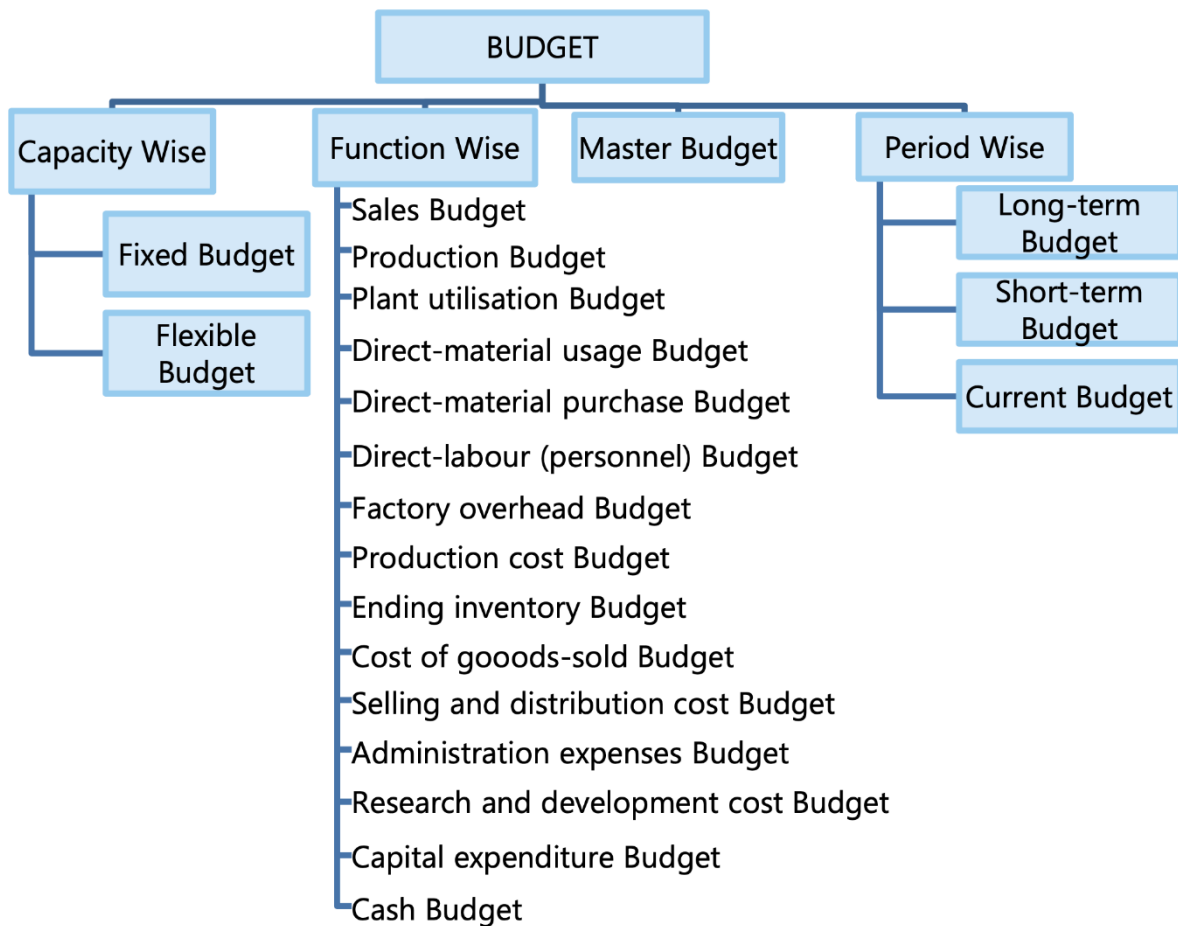 BUDGET
Capacity Wise
Function Wise
Master Budget
Period Wise
Fixed Budget
Flexible
Budget
Sales Budget
Production Budget
Plant utilisation Budget
Direct-material usage Budget
Direct-material purchase Budget
Direct-labour (personnel) Budget
Factory overhead Budget
Production cost Budget
Ending inventory Budget
Cost of gooods-sold Budget
Selling and distribution cost Budget
Administration expenses Budget
Research and development cost Budget
Capital expenditure Budget
Cash Budget
Long-term
Budget
Short-term
Budget
Current Budget